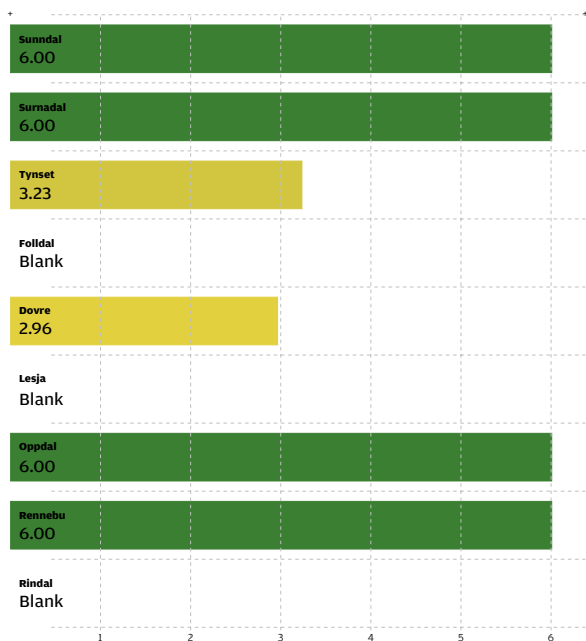 Sunndal
6.00
Surnadal
6.00
Tynset
3.23
Folldal
Blank
Dovre
2.96
Lesja
Blank
Oppdal
6.00
Rennebu
6.00
Rindal
Blank
1 2 3 4 5 6